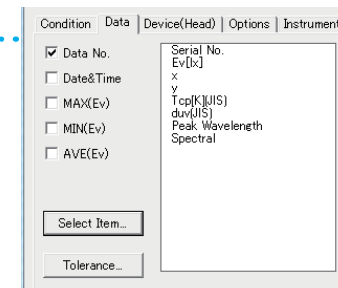 Condition Data Device(Head) Options Instrument
Data No.
Date&Time
MAX(Ev)
MIN(Ev)
AVE(Ev)
Select Item...
Tolerance...
Serial No.
Ev[lx]
x
y
Tcp[K](JIS)
duv(JIS)
Peak Wavelength
Spectral